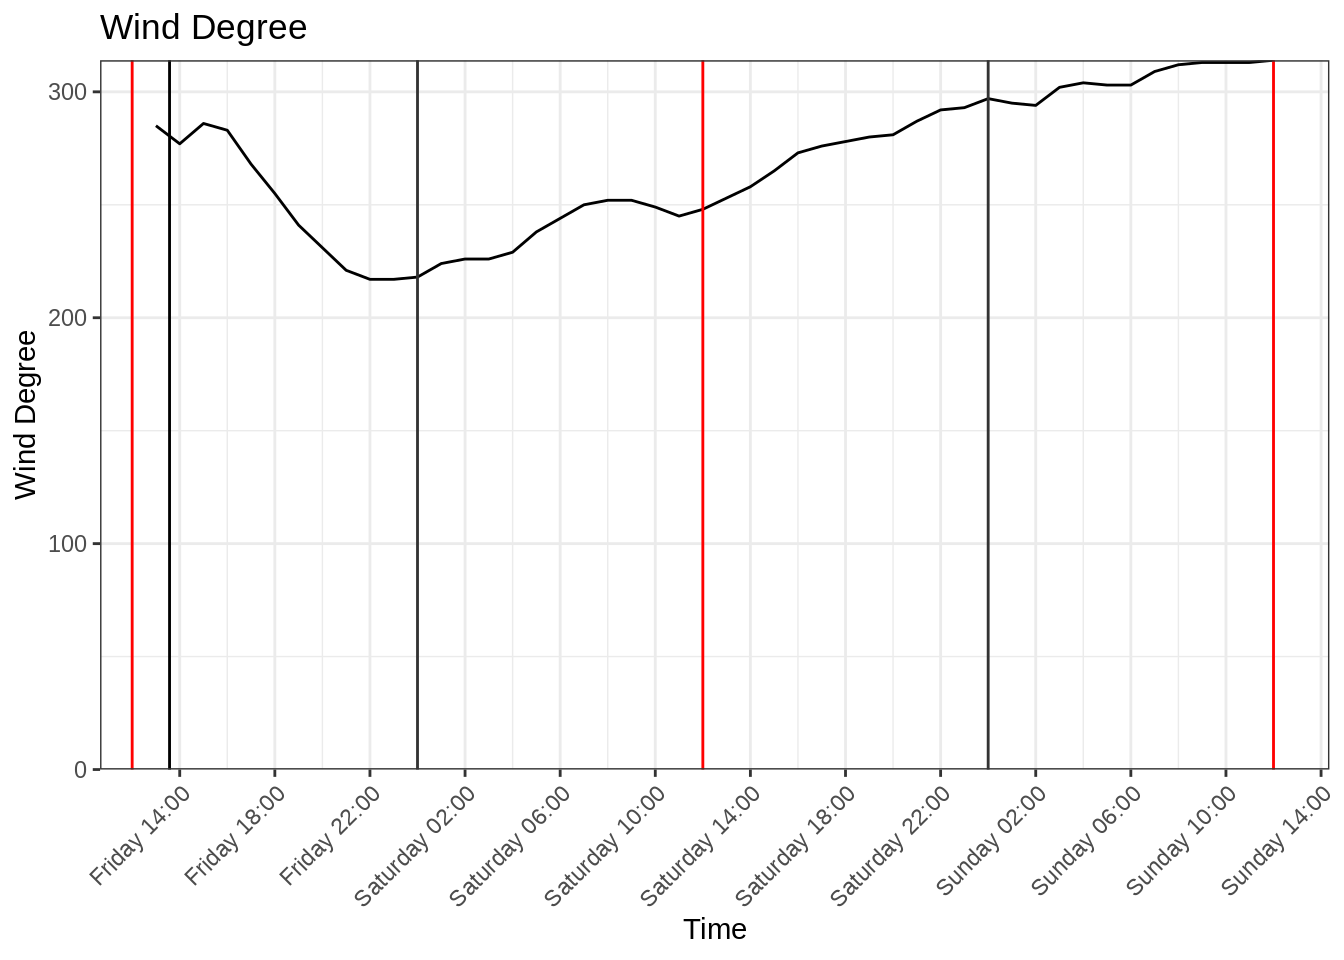 Wind Degree
300
200
100
0
Wind Degree
Friday 14:00
Friday 18:00
Friday 22:00
Saturday 02:00
Saturday 06:00
Saturday 10:00
Saturday 14:00
Saturday 18:00
Saturday 22:00
Sunday 02:00
Sunday 06:00
Sunday 10:00
Sunday 14:00
Time